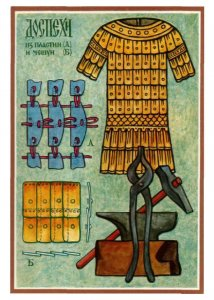 ДОСПЕХИ
ИЗ ПЛАСТИН (А)
И ЧЕШУИ (Б)
А
Б